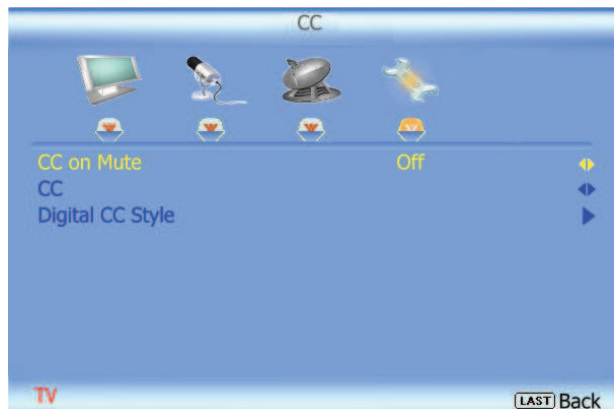 CC
CC on Mute Off
CC
Digital CC Style
TV
LAST Back